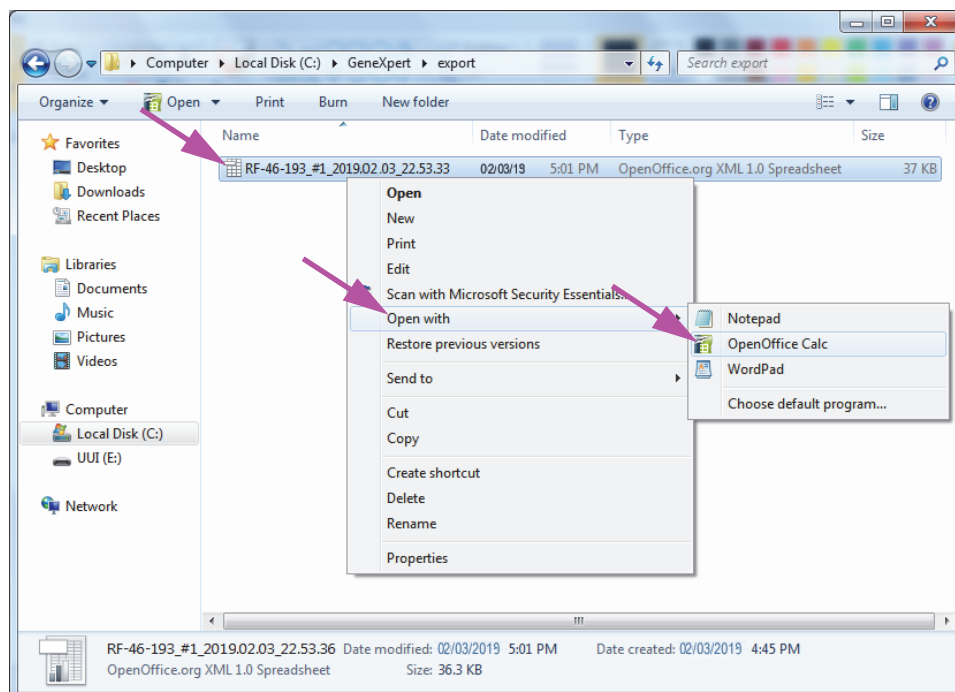 Computer ▸ Local Disk (C:) ▸ GeneXpert ▸ export
Search export
Organize Open Print Burn New folder
Name Date modified Type Size
RF-46-193_#1_2019.02.03_22.53.33 02/03/19 5:01 PM OpenOffice.org XML 1.0 Spreadsheet 37 KB
Favorites
Desktop
Downloads
Recent Places
Libraries
Documents
Music
Pictures
Videos
Computer
Local Disk (C:)
UUI (E:)
Network
Open
New
Print
Edit
Scan with Microsoft Security Essentials...
Open with
Restore previous versions
Send to
Cut
Copy
Create shortcut
Delete
Rename
Properties
Notepad
OpenOffice Calc
WordPad
Choose default program...
RF-46-193_#1_2019.02.03_22.53.36 Date modified: 02/03/2019 5:01 PM Date created: 02/03/2019 4:45 PM
OpenOffice.org XML 1.0 Spreadsheet Size: 36.3 KB